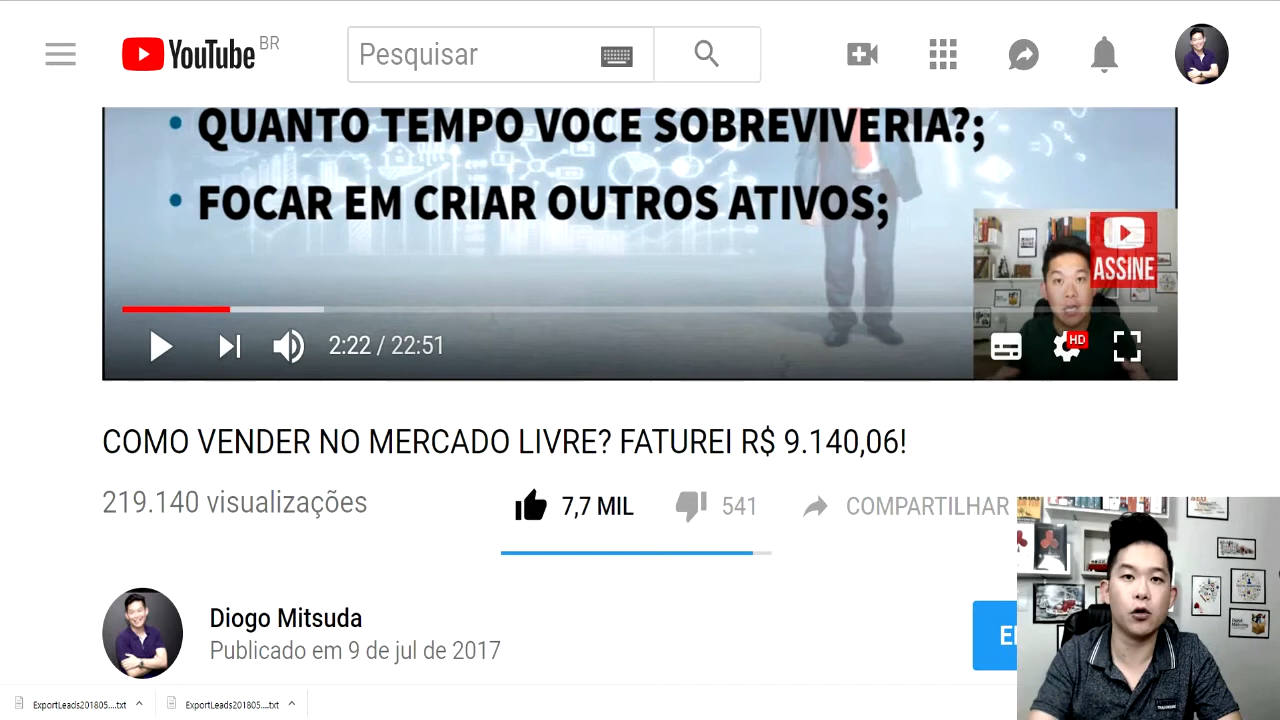 YouTube BR
Pesquisar
QUANTO TEMPO VOCE SOBREVIVERIA?;
FOCAR EM CRIAR OUTROS ATIVOS;
ASSINE
2:22 / 22:51
HD
COMO VENDER NO MERCADO LIVRE? FATUREI R$ 9.140,06!
219.140 visualizações
7,7 MIL
541
COMPARTILHAR
Diogo Mitsuda
Publicado em 9 de jul de 2017
ExportLeads201805....txt
ExportLeads201805....txt